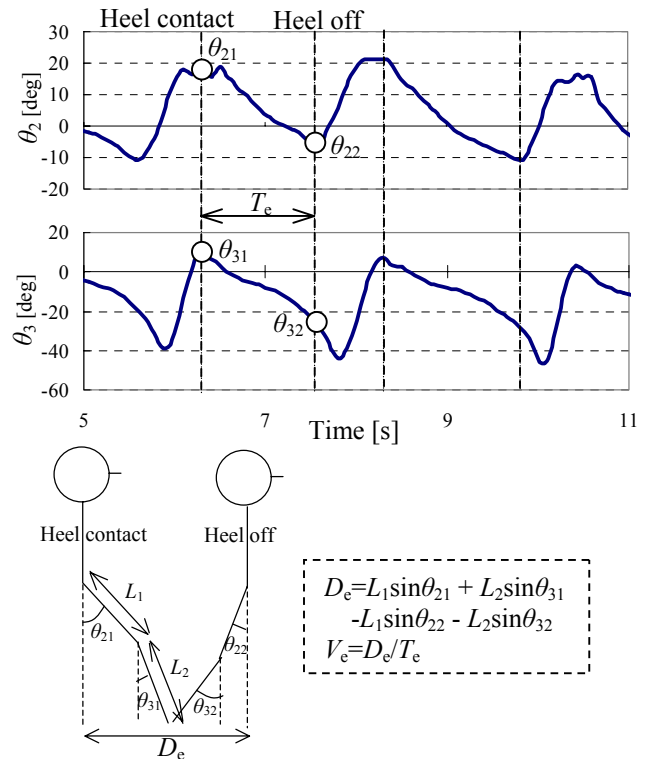 Heel contact Heel off
30
20
10
0
-10
-20
θ2 [deg]
θ21
θ22
Te
20
0
-20
-40
-60
θ3 [deg]
θ31
θ32
5 7 9 11
Time [s]
Heel contact Heel off
L1
θ21
θ22
L2
θ31
θ32
De
De=L1sinθ21 + L2sinθ31
-L1sinθ22 - L2sinθ32
Ve=De/Te